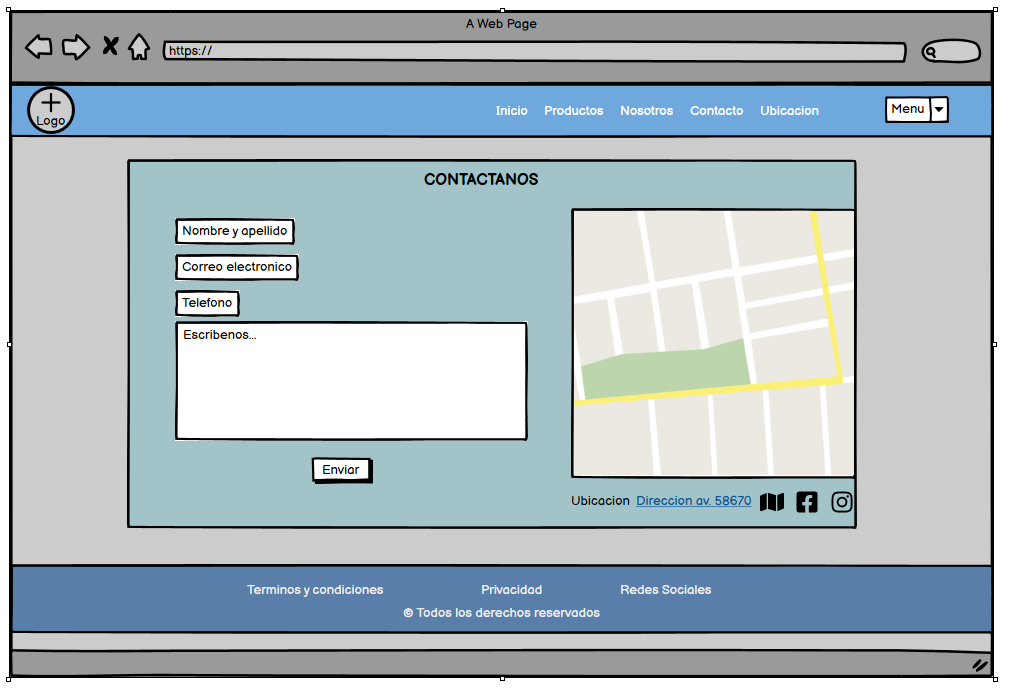 A Web Page
https://
Logo
Inicio Productos Nosotros Contacto Ubicacion Menu
CONTACTANOS
Nombre y apellido
Correo electronico
Telefono
Escribenos...
Enviar
Ubicacion Direccion av. 58670
Terminos y condiciones Privacidad Redes Sociales
© Todos los derechos reservados